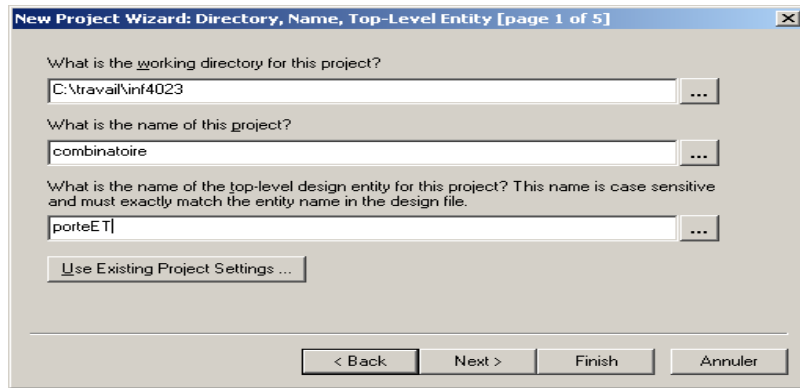 New Project Wizard: Directory, Name, Top-Level Entity [page 1 of 5]
What is the working directory for this project?
C:\travail\inf4023
...
What is the name of this project?
combinatoire
...
What is the name of the top-level design entity for this project? This name is case sensitive
and must exactly match the entity name in the design file.
porteET
...
Use Existing Project Settings ...
< Back Next > Finish Annuler